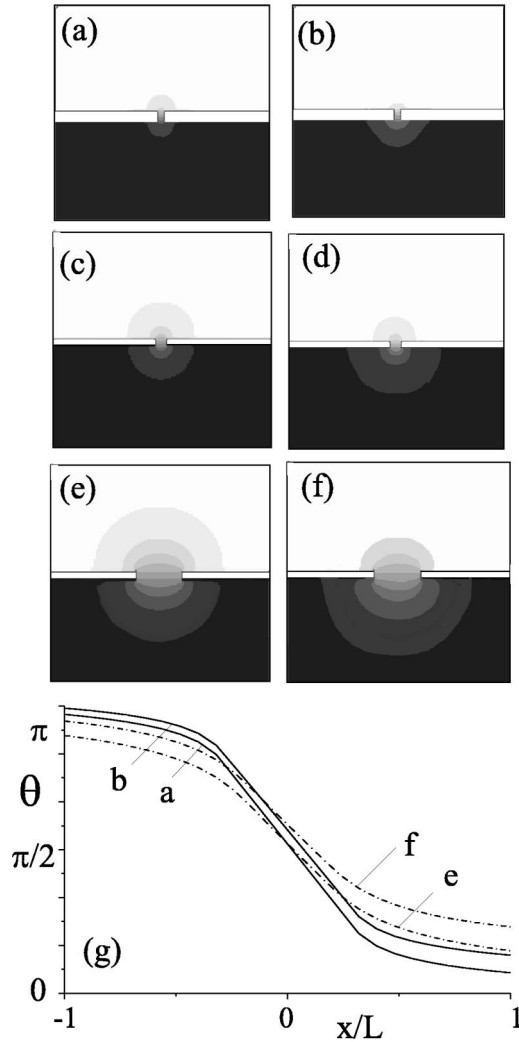 (a) (b)
(c) (d)
(e) (f)
π
b a
θ
π/2
f
e
(g)
0
-1 0 1
x/L